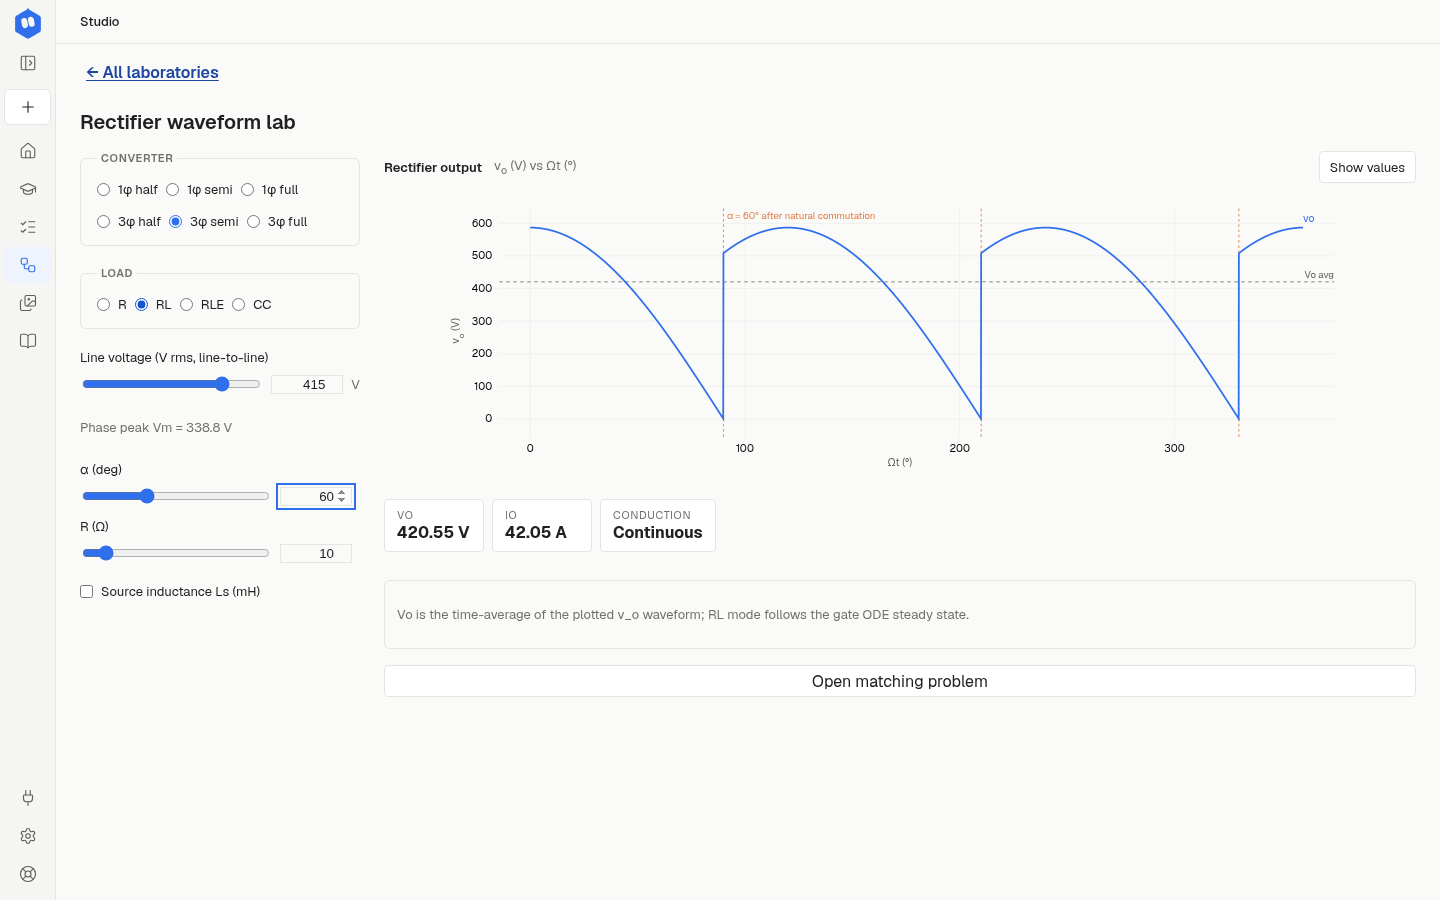 Studio
← All laboratories
Rectifier waveform lab
CONVERTER
1φ half 1φ semi 1φ full
3φ half 3φ semi 3φ full
LOAD
R RL RLE CC
Line voltage (V rms, line-to-line)
415 V
Phase peak Vm = 338.8 V
α (deg)
60
R (Ω)
10
Source inductance Ls (mH)
Rectifier output v_o (V) vs Ωt (°)
Show values
α = 60° after natural commutation
vo
Vo avg
600
500
400
300
200
100
0
v_o (V)
0 100 200 300
Ωt (°)
VO
420.55 V
IO
42.05 A
CONDUCTION
Continuous
Vo is the time-average of the plotted v_o waveform; RL mode follows the gate ODE steady state.
Open matching problem